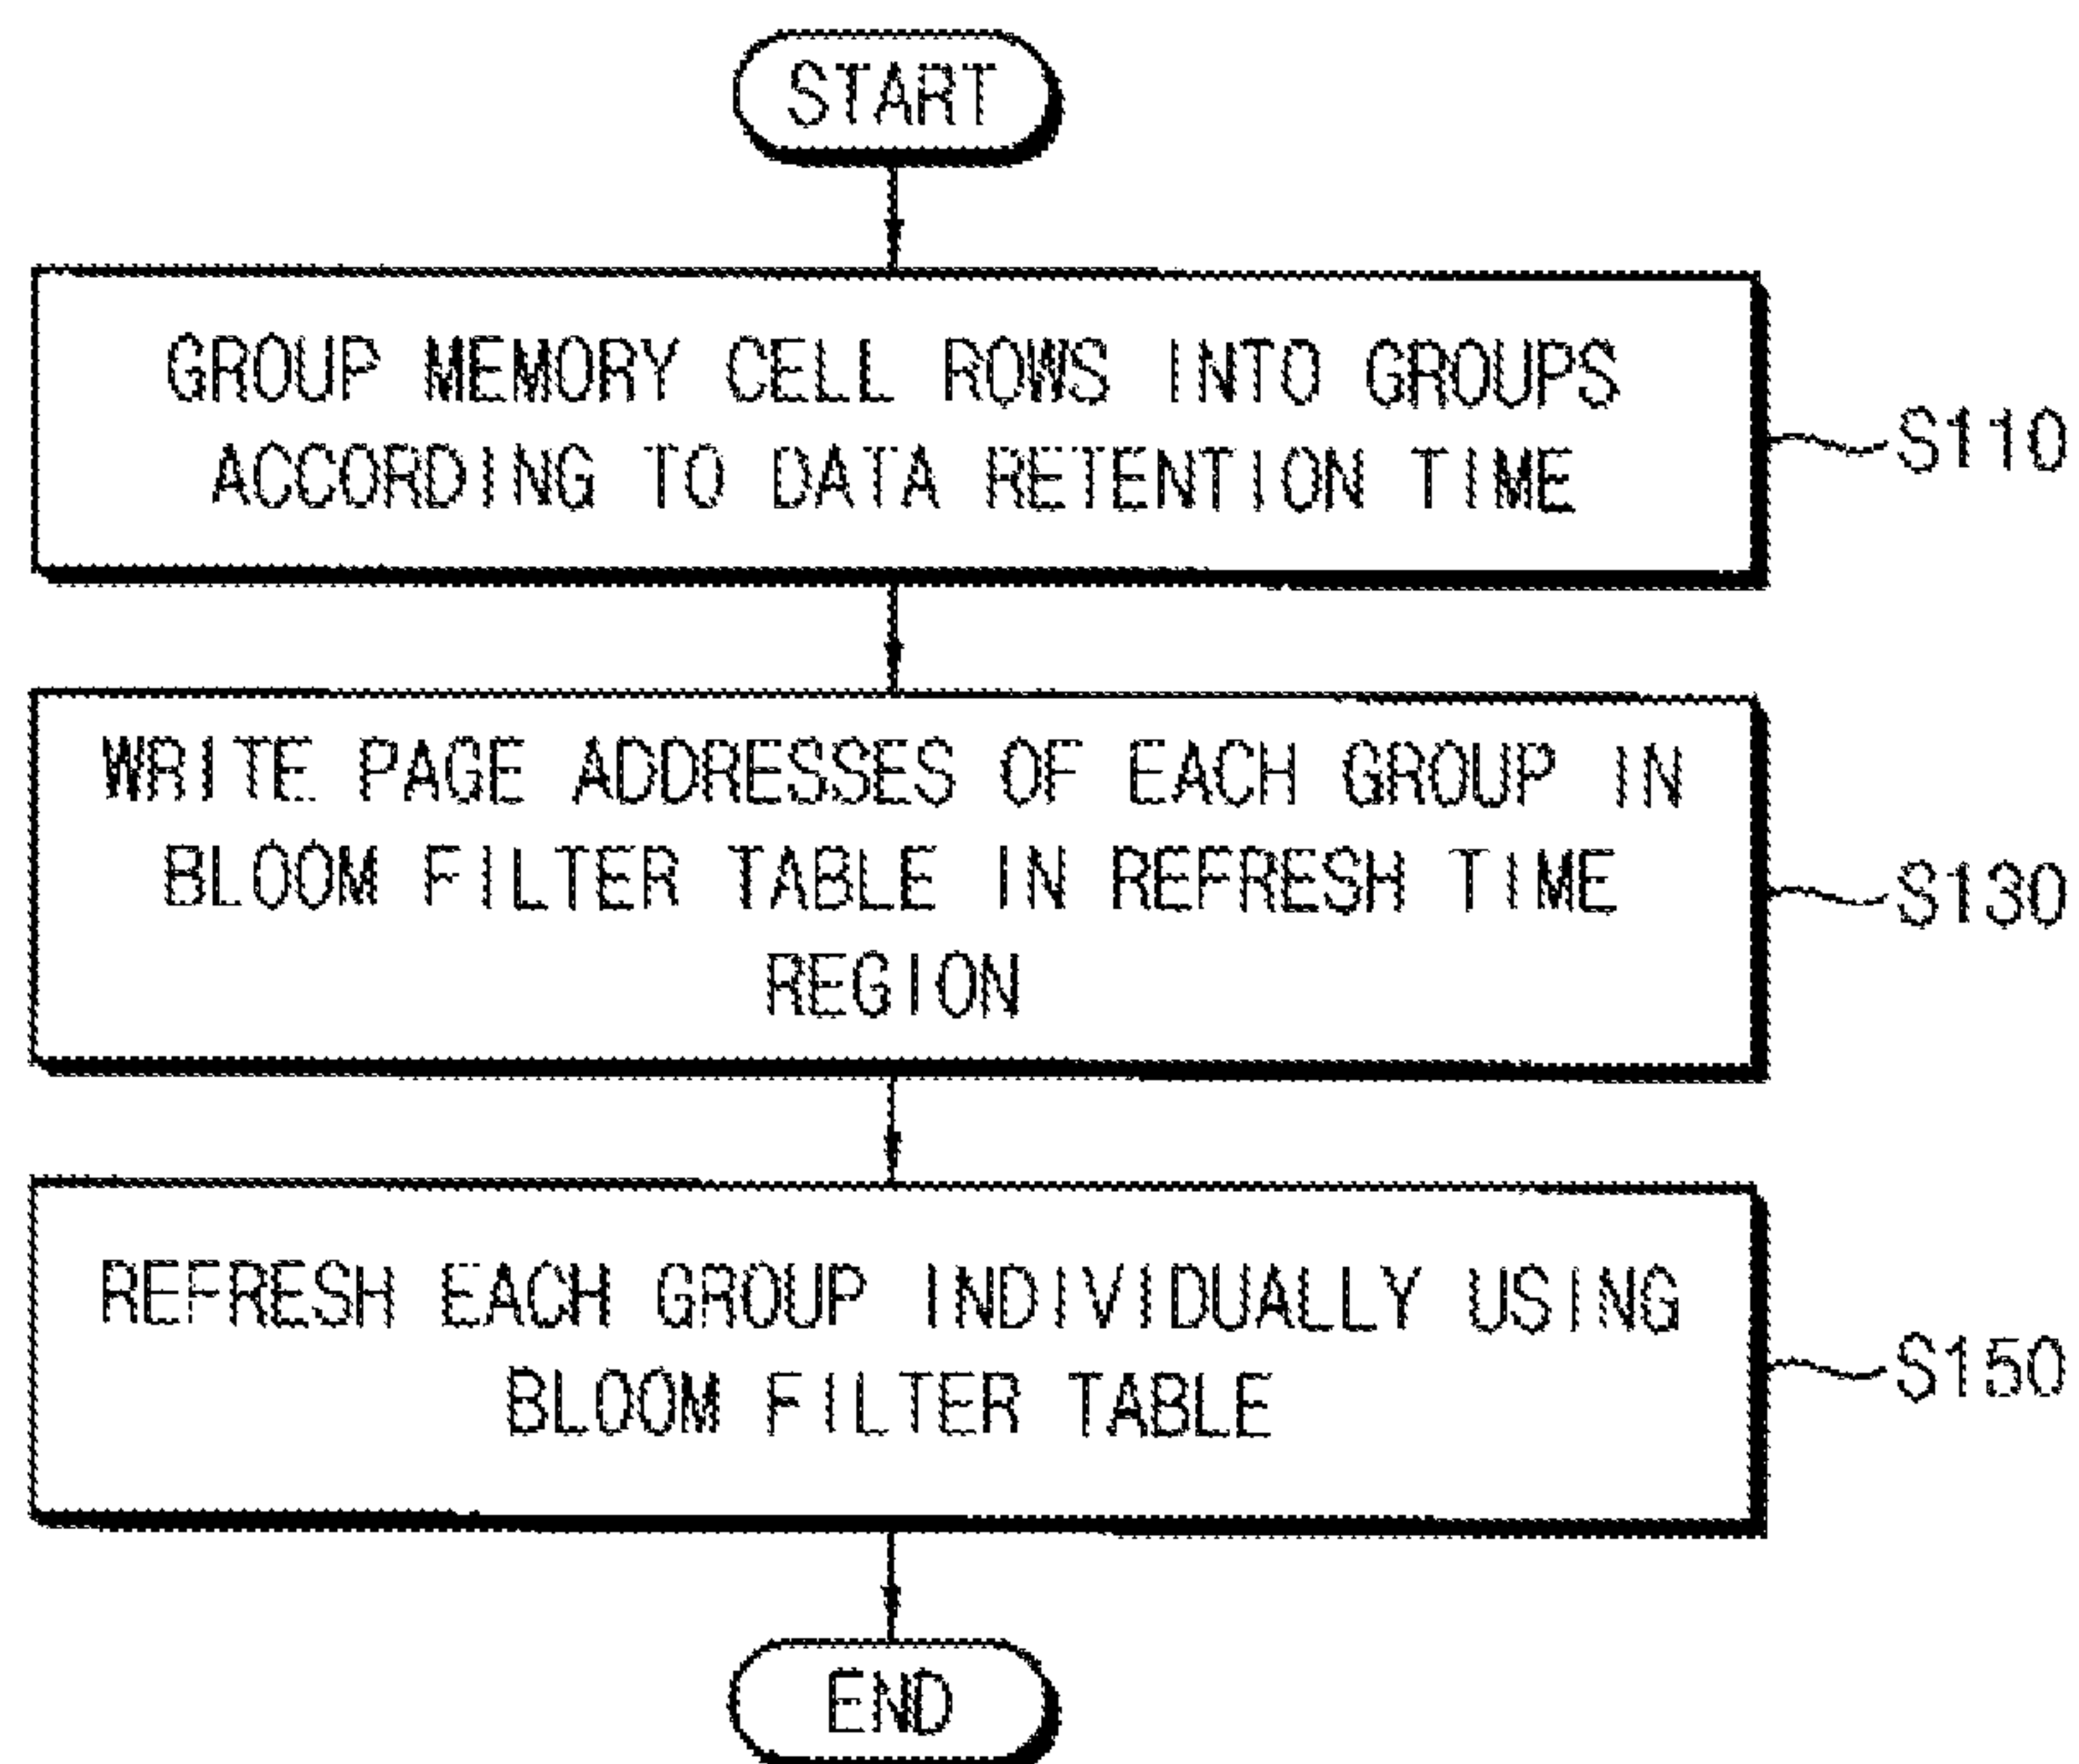 START
GROUP MEMORY CELL ROWS INTO GROUPS
ACCORDING TO DATA RETENTION TIME
S110
WRITE PAGE ADDRESSES OF EACH GROUP IN
BLOOM FILTER TABLE IN REFRESH TIME
REGION
S130
REFRESH EACH GROUP INDIVIDUALLY USING
BLOOM FILTER TABLE
S150
END